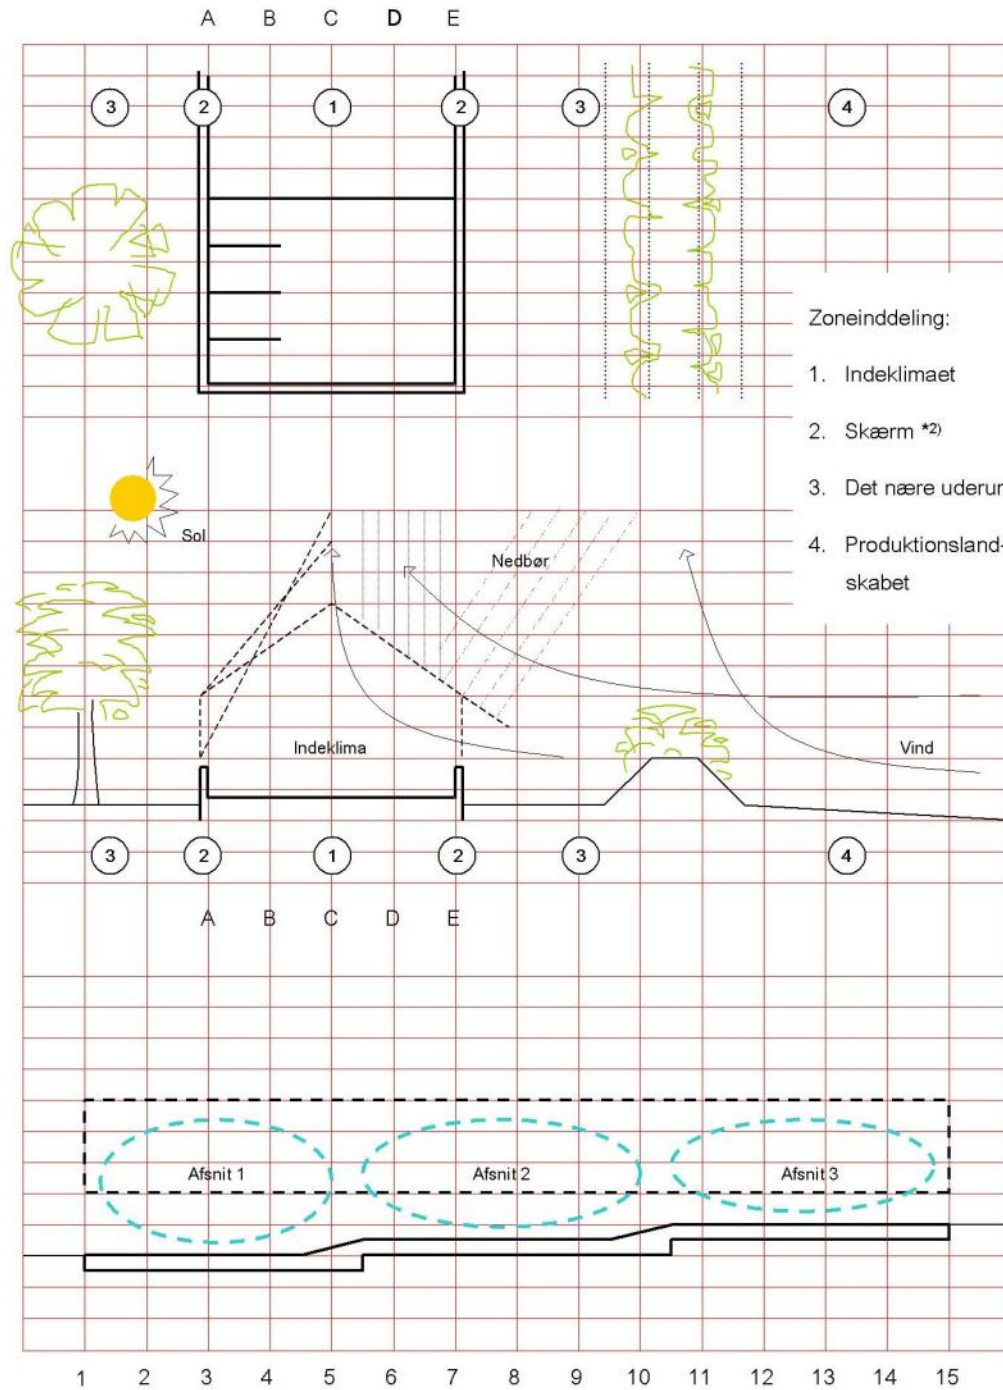 A B C D E
3 2 1 2 3 4
Zoneinddeling:
1. Indeklimaet
2. Skærm *2)
3. Det nære uderum
4. Produktionsland-
skabet
Sol
Nedbør
Indeklima
Vind
3 2 1 2 3 4
A B C D E
Afsnit 1 Afsnit 2 Afsnit 3
1 2 3 4 5 6 7 8 9 10 11 12 13 14 15